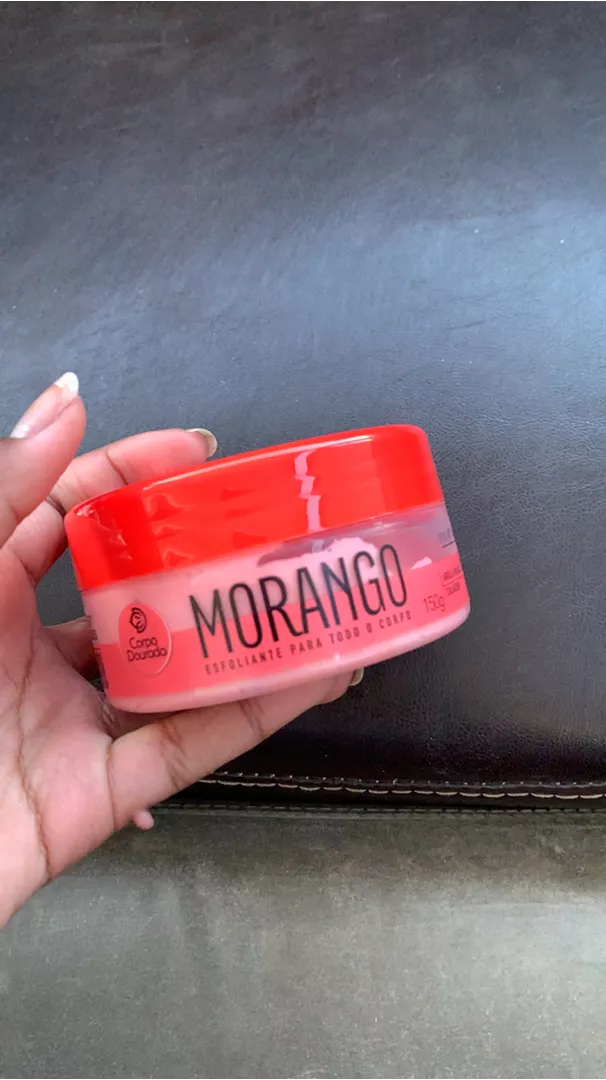 Corpo
Dourado
MORANGO
ESFOLIANTE PARA TODO O CORPO
150g